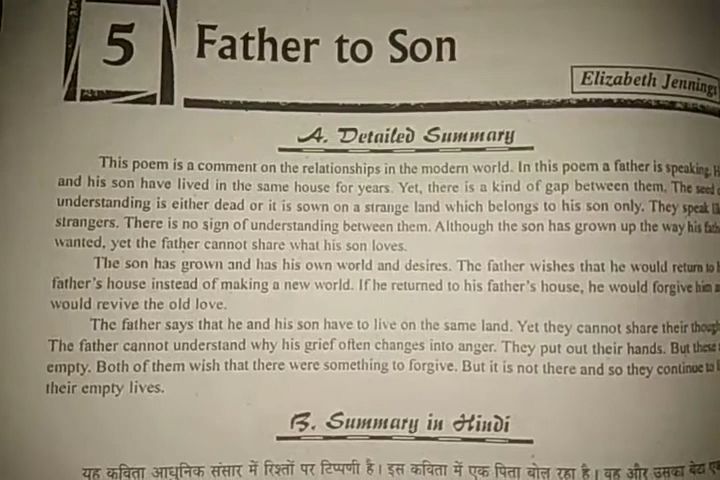 5
Father to Son
Elizabeth Jennings
A. Detailed Summary
This poem is a comment on the relationships in the modern world. In this poem a father is speaking.
and his son have lived in the same house for years. Yet, there is a kind of gap between them. The seed
understanding is either dead or it is sown on a strange land which belongs to his son only. They speak
strangers. There is no sign of understanding between them. Although the son has grown up the way his
wanted, yet the father cannot share what his son loves.
The son has grown and has his own world and desires. The father wishes that he would return to
father's house instead of making a new world. If he returned to his father's house, he would forgive him
would revive the old love.
The father says that he and his son have to live on the same land. Yet they cannot share their
The father cannot understand why his grief often changes into anger. They put out their hands. But these
empty. Both of them wish that there were something to forgive. But it is not there and so they continue to
their empty lives.
B. Summary in Hindi
यह कविता आधुनिक संसार में रिश्तों पर टिप्पणी है। इस कविता में एक पिता बोल रहा है। वह और उसका बेटा